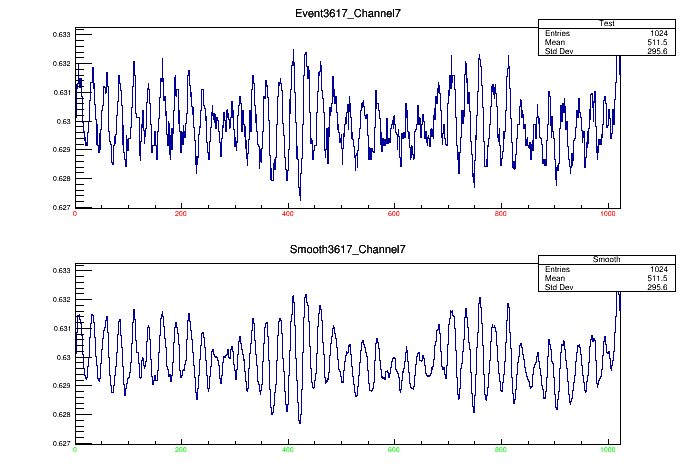 Event3617_Channel7
Test
Entries 1024
Mean 511.5
Std Dev 295.6
0.633
0.632
0.631
0.63
0.629
0.628
0.627
0 200 400 600 800 1000
Smooth3617_Channel7
Smooth
Entries 1024
Mean 511.5
Std Dev 295.6
0.633
0.632
0.631
0.63
0.629
0.628
0.627
0 200 400 600 800 1000